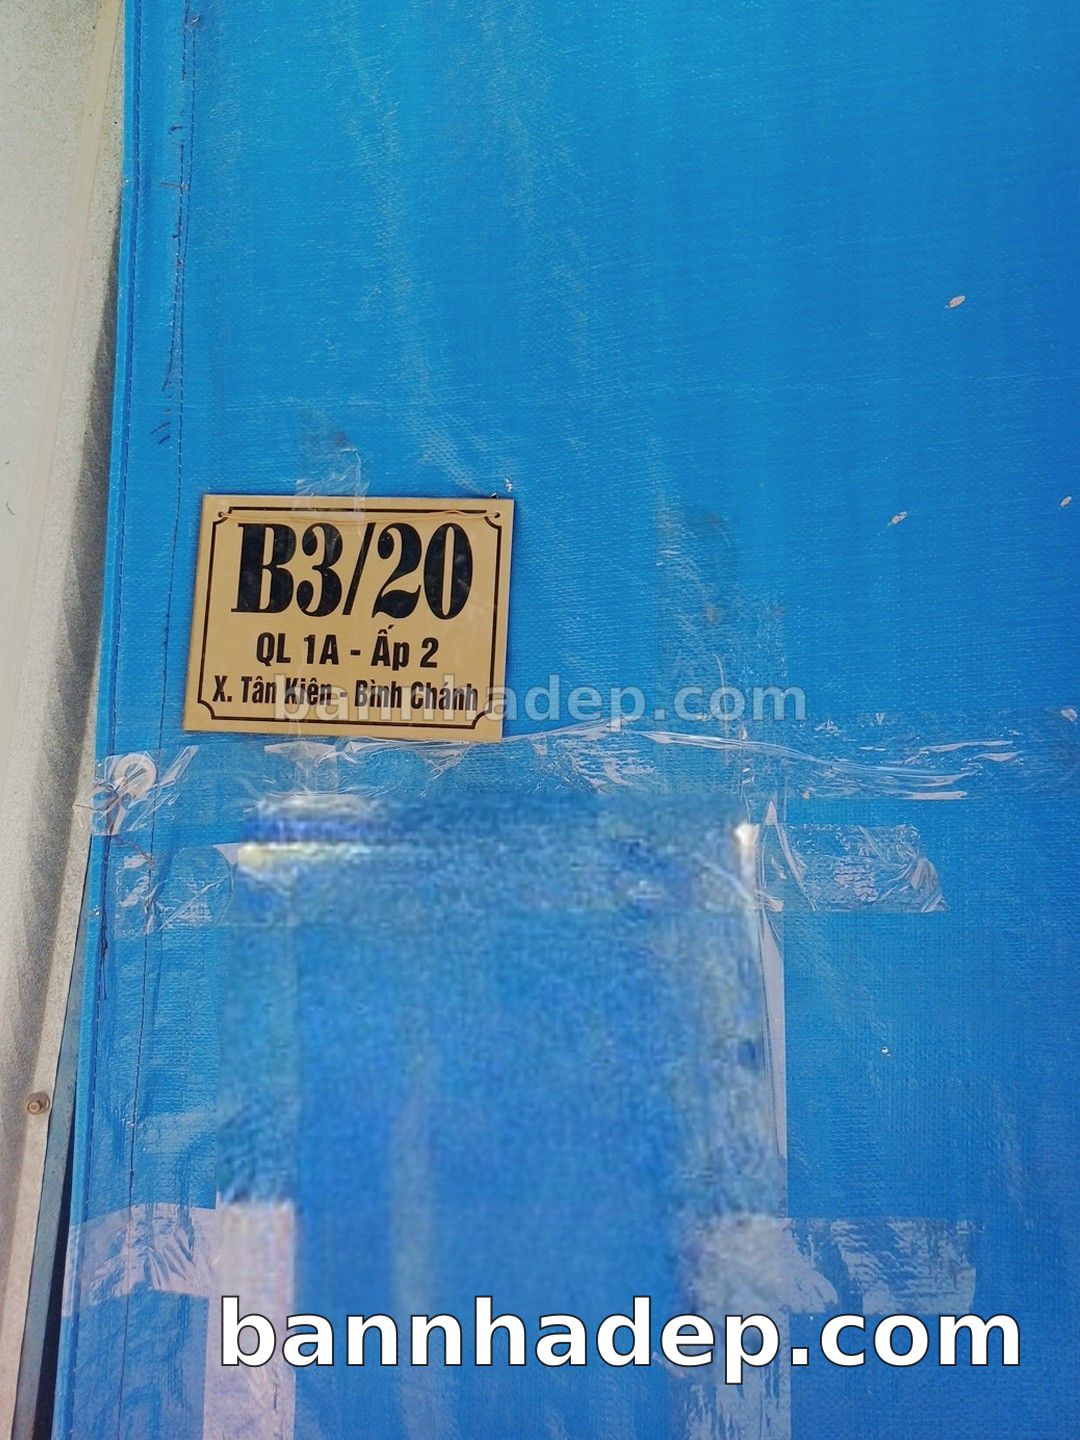 B3/20
QL 1A - Ấp 2
X. Tân Kiên - Bình Chánh
bannhadep.com
bannhadep.com